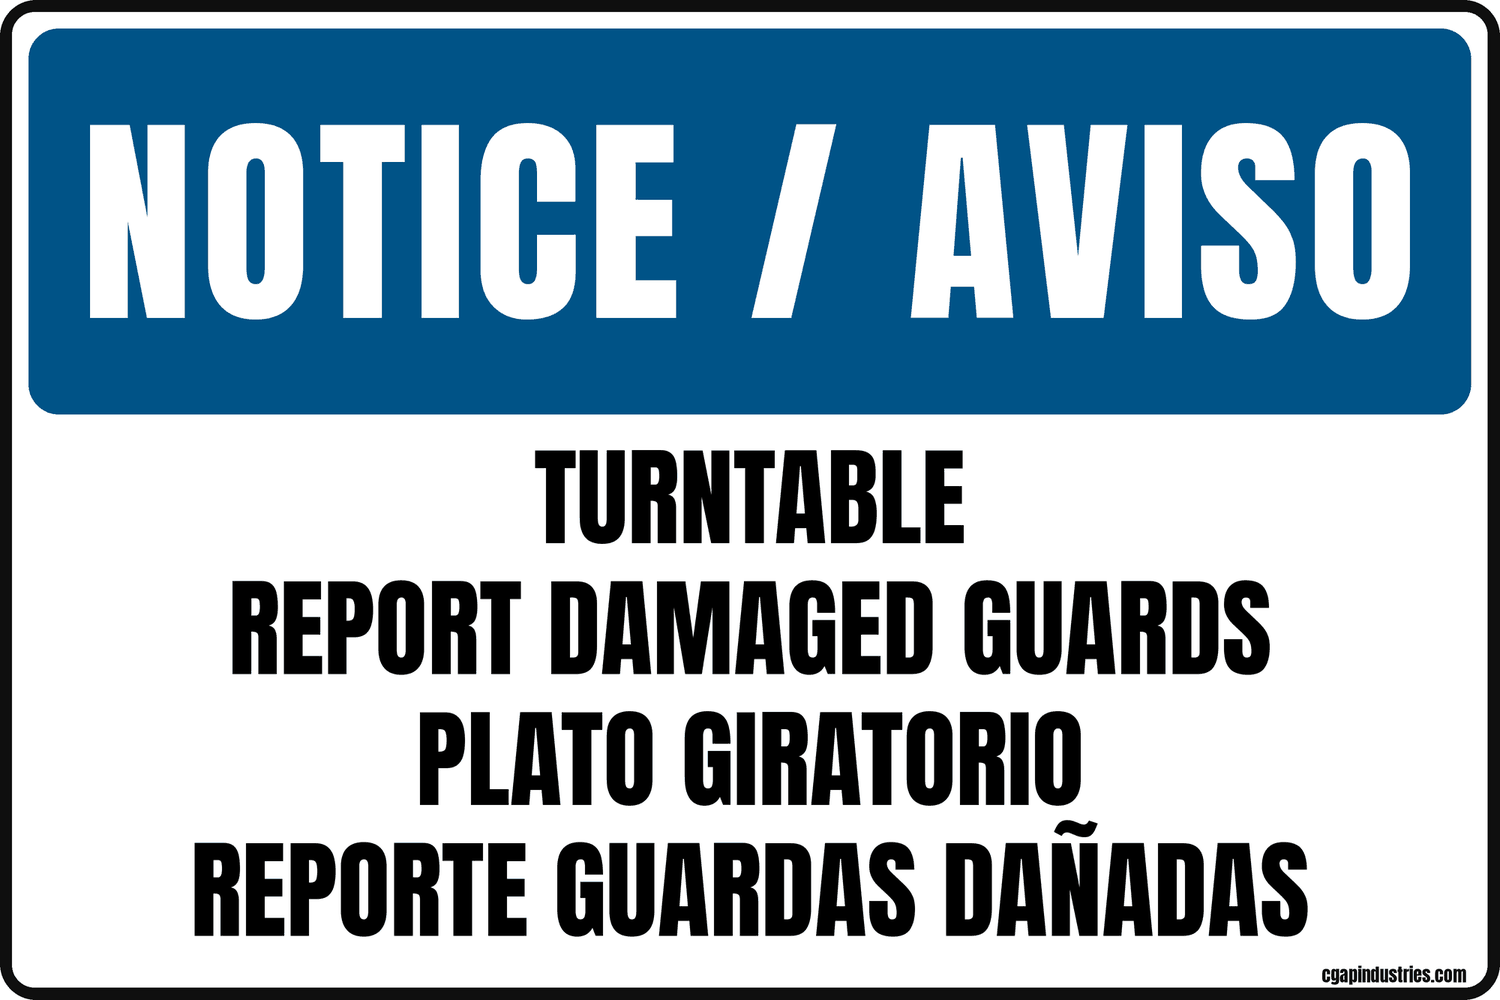 NOTICE / AVISO
TURNTABLE
REPORT DAMAGED GUARDS
PLATO GIRATORIO
REPORTE GUARDAS DAÑADAS
cgapindustries.com